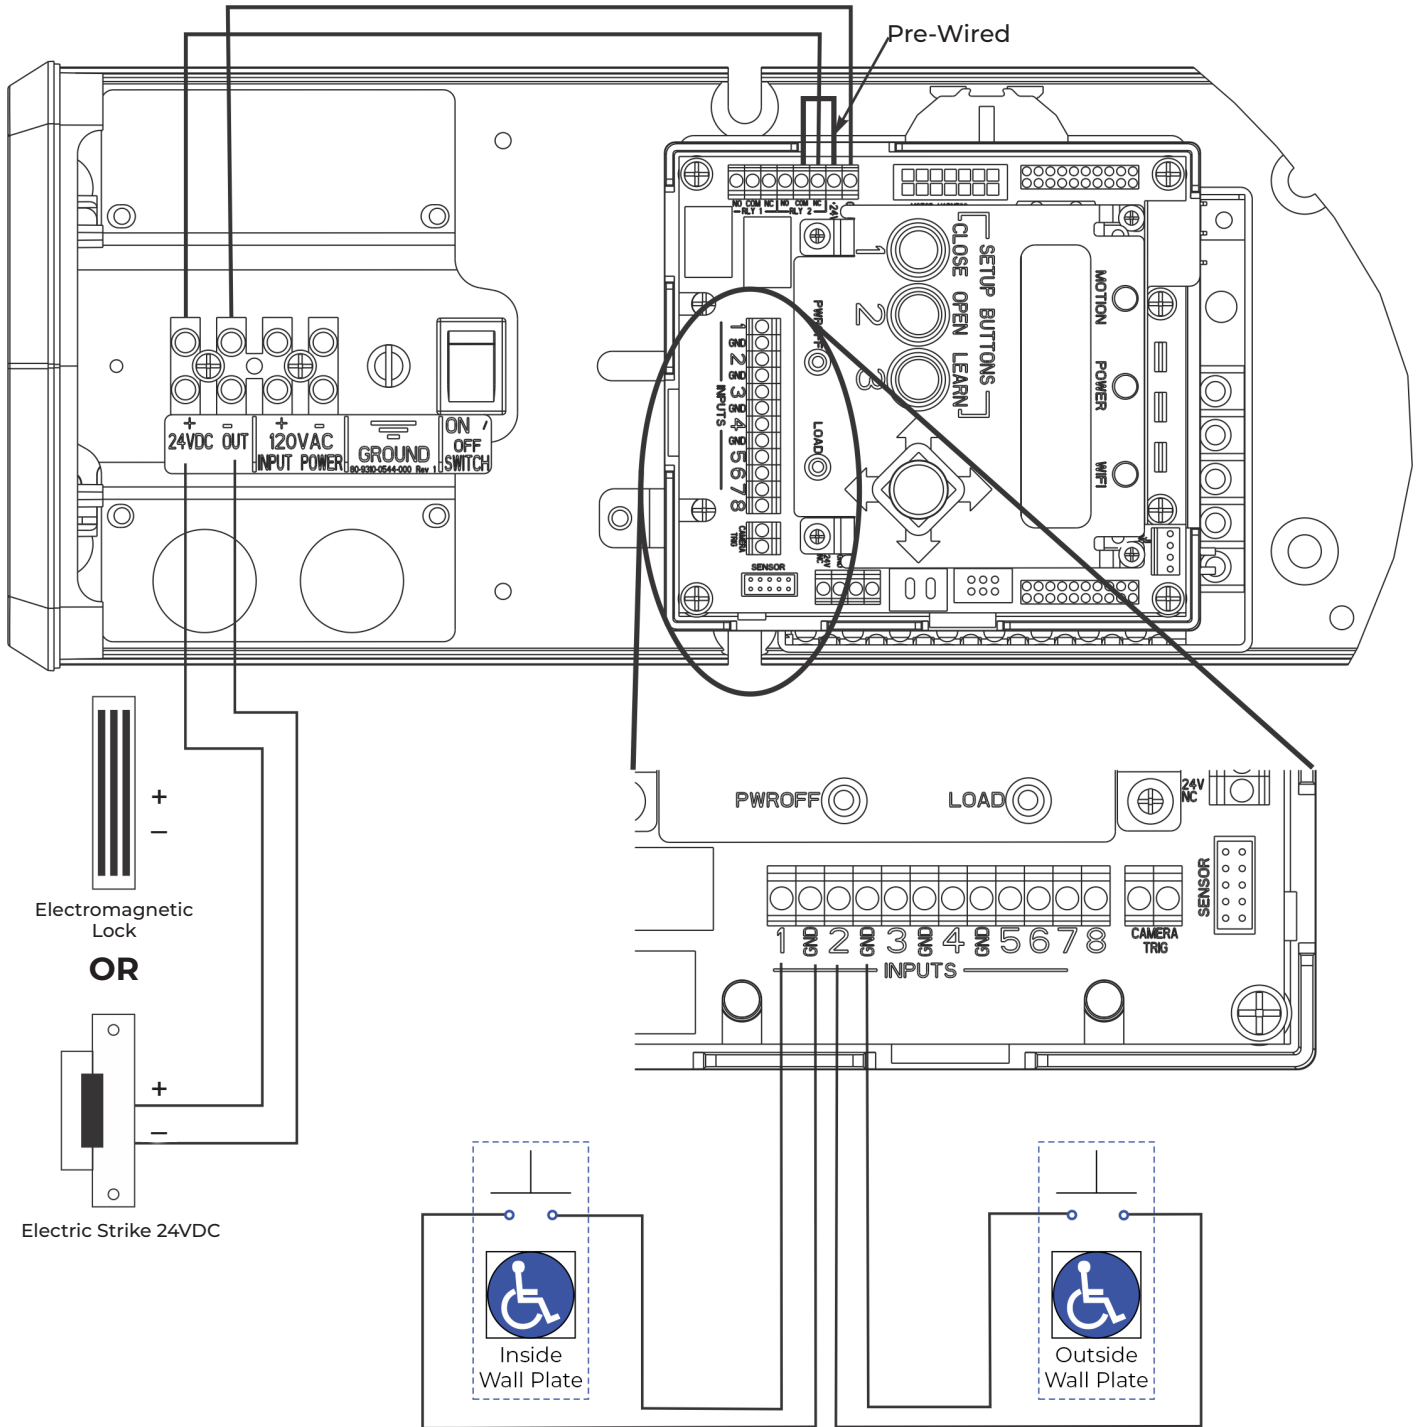 Pre-Wired
NO COM NC NO COM NC +24V
RLY 1 RLY 2
1
2
3
CLOSE OPEN LEARN
SETUP BUTTONS
MOTION
POWER
WIFI
PWROFF
LOAD
1
GND
2
GND
3
GND
4
GND
5
6
7
8
INPUTS
CAMERA
TRIG
SENSOR
24V
NC
GND
+ - + -
24VDC OUT
120VAC
INPUT POWER
GROUND
80-9310-0544-000 Rev 1
ON /
OFF
SWITCH
+
–
Electromagnetic
Lock
OR
+
–
Electric Strike 24VDC
PWROFF
LOAD
24V
NC
SENSOR
1 GND 2 GND 3 GND 4 GND 5 6 7 8
INPUTS
CAMERA
TRIG
Inside
Wall Plate
Outside
Wall Plate